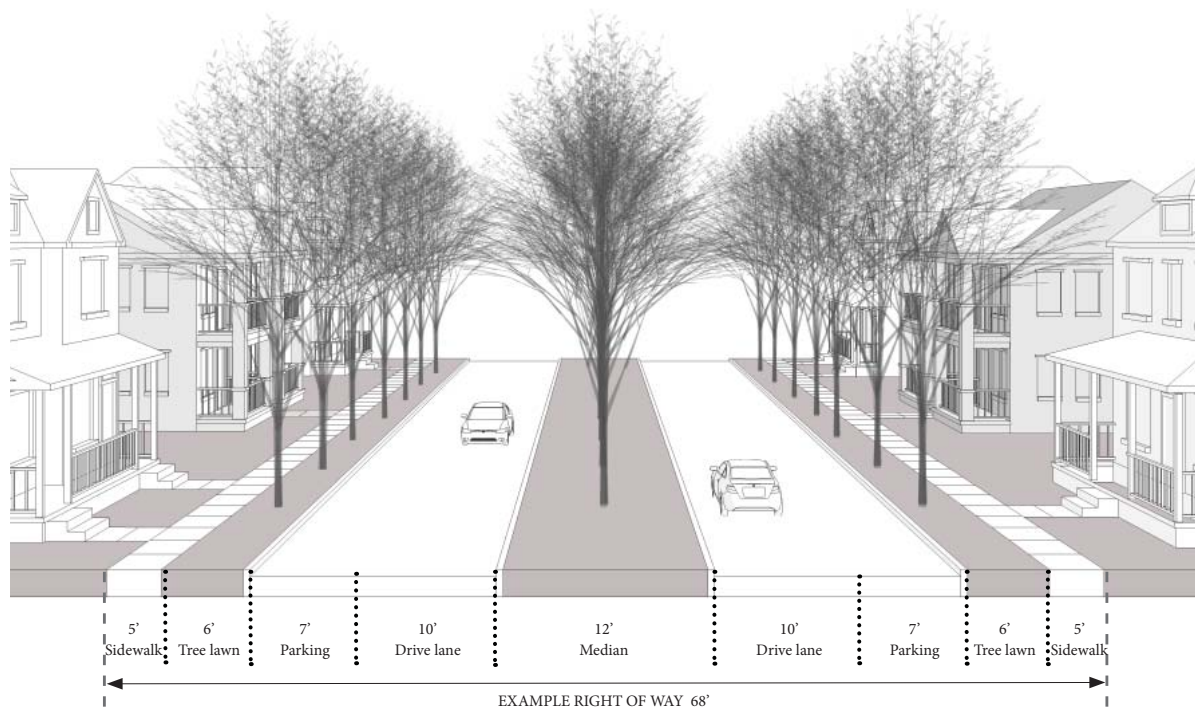 5' 6' 7' 10' 12' 10' 7' 6' 5'
Sidewalk Tree lawn Parking Drive lane Median Drive lane Parking Tree lawn Sidewalk
EXAMPLE RIGHT OF WAY 68'